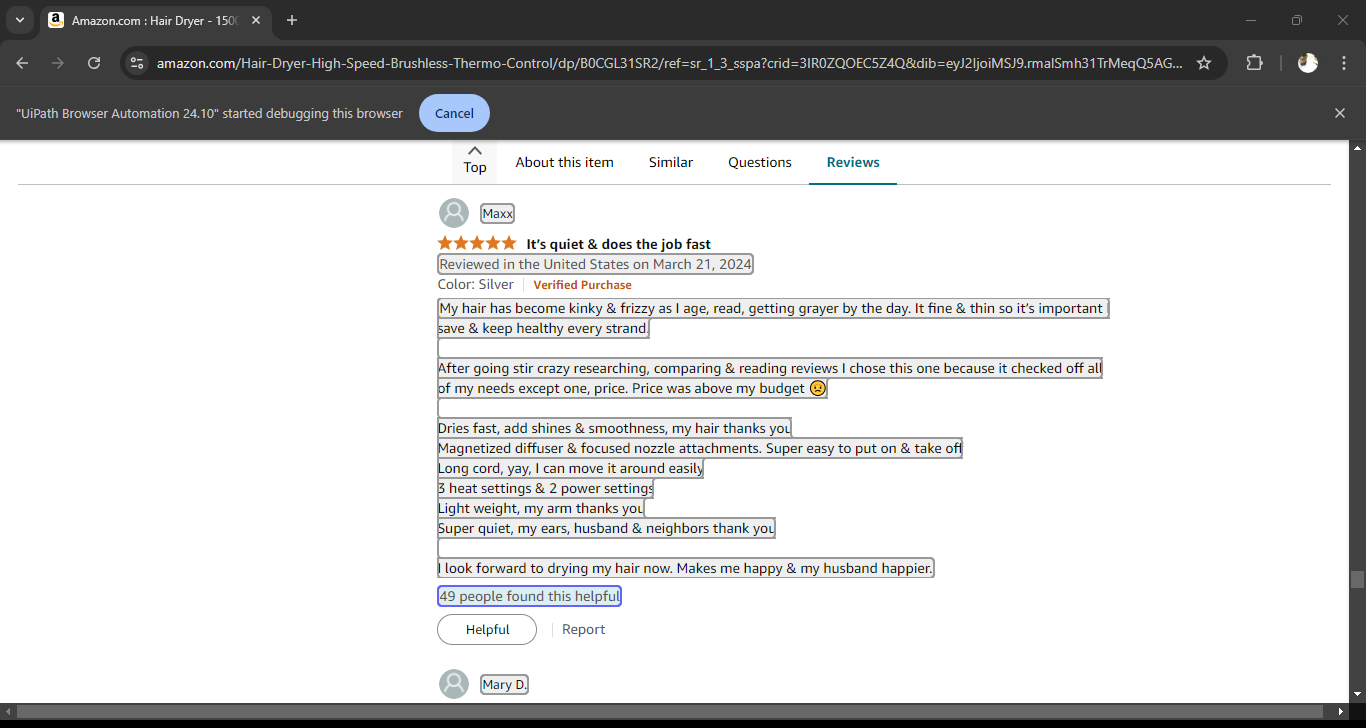 Amazon.com : Hair Dryer - 150
amazon.com/Hair-Dryer-High-Speed-Brushless-Thermo-Control/dp/B0CGL31SR2/ref=sr_1_3_sspa?crid=3IR0ZQOEC5Z4Q&dib=eyJ2IjoiMSJ9.rmalSmh31TrMeqQ5AG...
"UiPath Browser Automation 24.10" started debugging this browser
Cancel
Top
About this item
Similar
Questions
Reviews
Maxx
It's quiet & does the job fast
Reviewed in the United States on March 21, 2024
Color: Silver
Verified Purchase
My hair has become kinky & frizzy as I age, read, getting grayer by the day. It fine & thin so it's important I
save & keep healthy every strand.
After going stir crazy researching, comparing & reading reviews I chose this one because it checked off all
of my needs except one, price. Price was above my budget 😟
Dries fast, add shines & smoothness, my hair thanks you
Magnetized diffuser & focused nozzle attachments. Super easy to put on & take off
Long cord, yay, I can move it around easily
3 heat settings & 2 power settings
Light weight, my arm thanks you
Super quiet, my ears, husband & neighbors thank you
I look forward to drying my hair now. Makes me happy & my husband happier.
49 people found this helpful
Helpful
Report
Mary D.